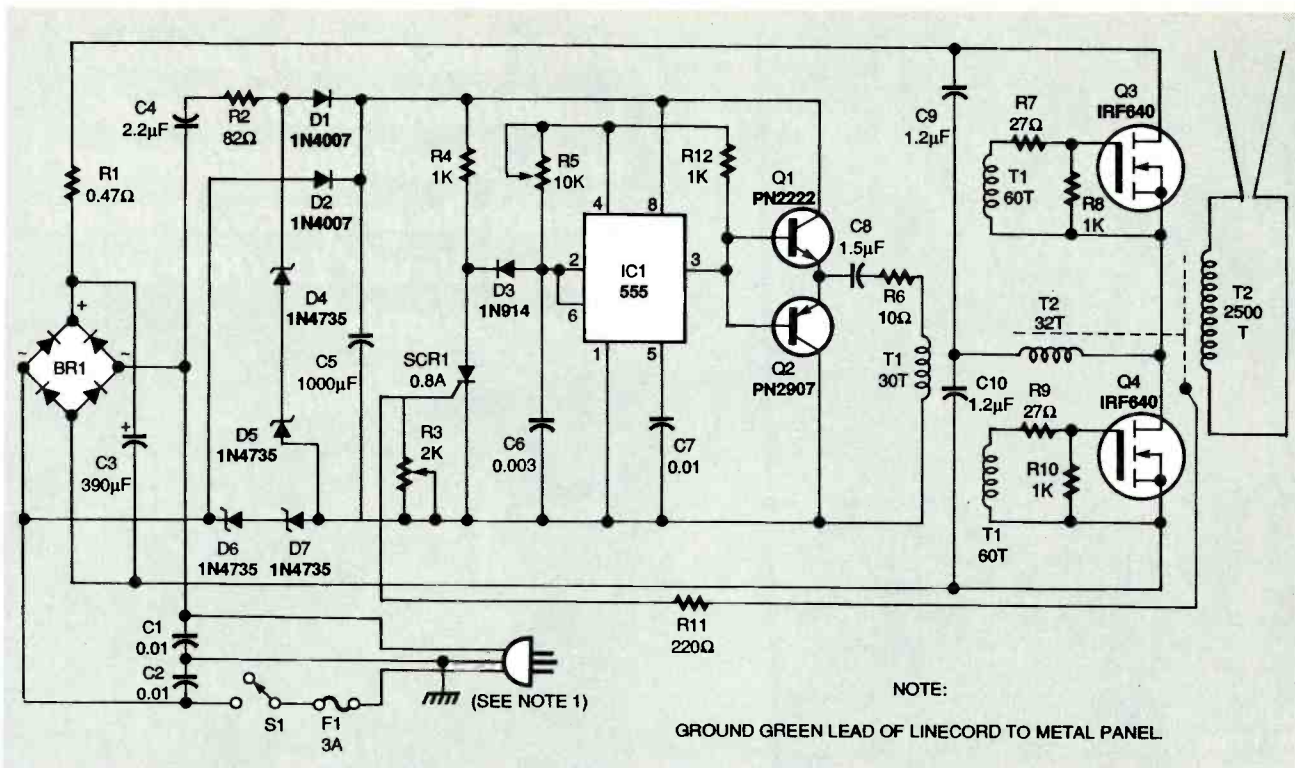 C4
2.2µF
R2
82Ω
D1
1N4007
D2
1N4007
R1
0.47Ω
BR1
+
~
~
+
C3
390µF
D4
1N4735
D5
1N4735
C5
1000µF
D6
1N4735
D7
1N4735
R4
1K
D3
1N914
SCR1
0.8A
R3
2K
R5
10K
C6
0.003
4
8
2
6
IC1
555
3
1
5
C7
0.01
R12
1K
Q1
PN2222
Q2
PN2907
C8
1.5µF
R6
10Ω
T1
30T
C9
1.2µF
C10
1.2µF
R7
27Ω
T1
60T
R8
1K
Q3
IRF640
T2
32T
R9
27Ω
R10
1K
T1
60T
Q4
IRF640
T2
2500
T
R11
220Ω
C1
0.01
C2
0.01
S1
F1
3A
(SEE NOTE 1)
NOTE:
GROUND GREEN LEAD OF LINECORD TO METAL PANEL.